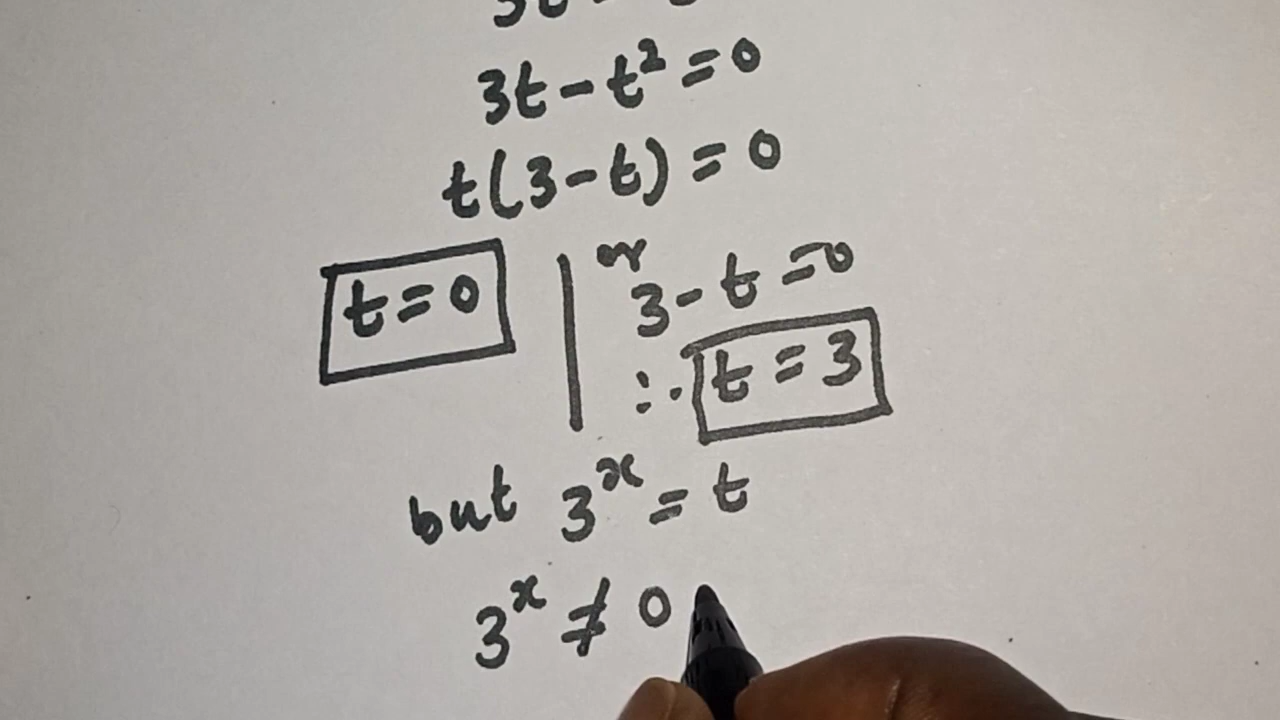 3t - t² = 0
t(3-t) = 0
t = 0
or
3 - t = 0
∴ t = 3
but 3ˣ = t
3ˣ ≠ 0